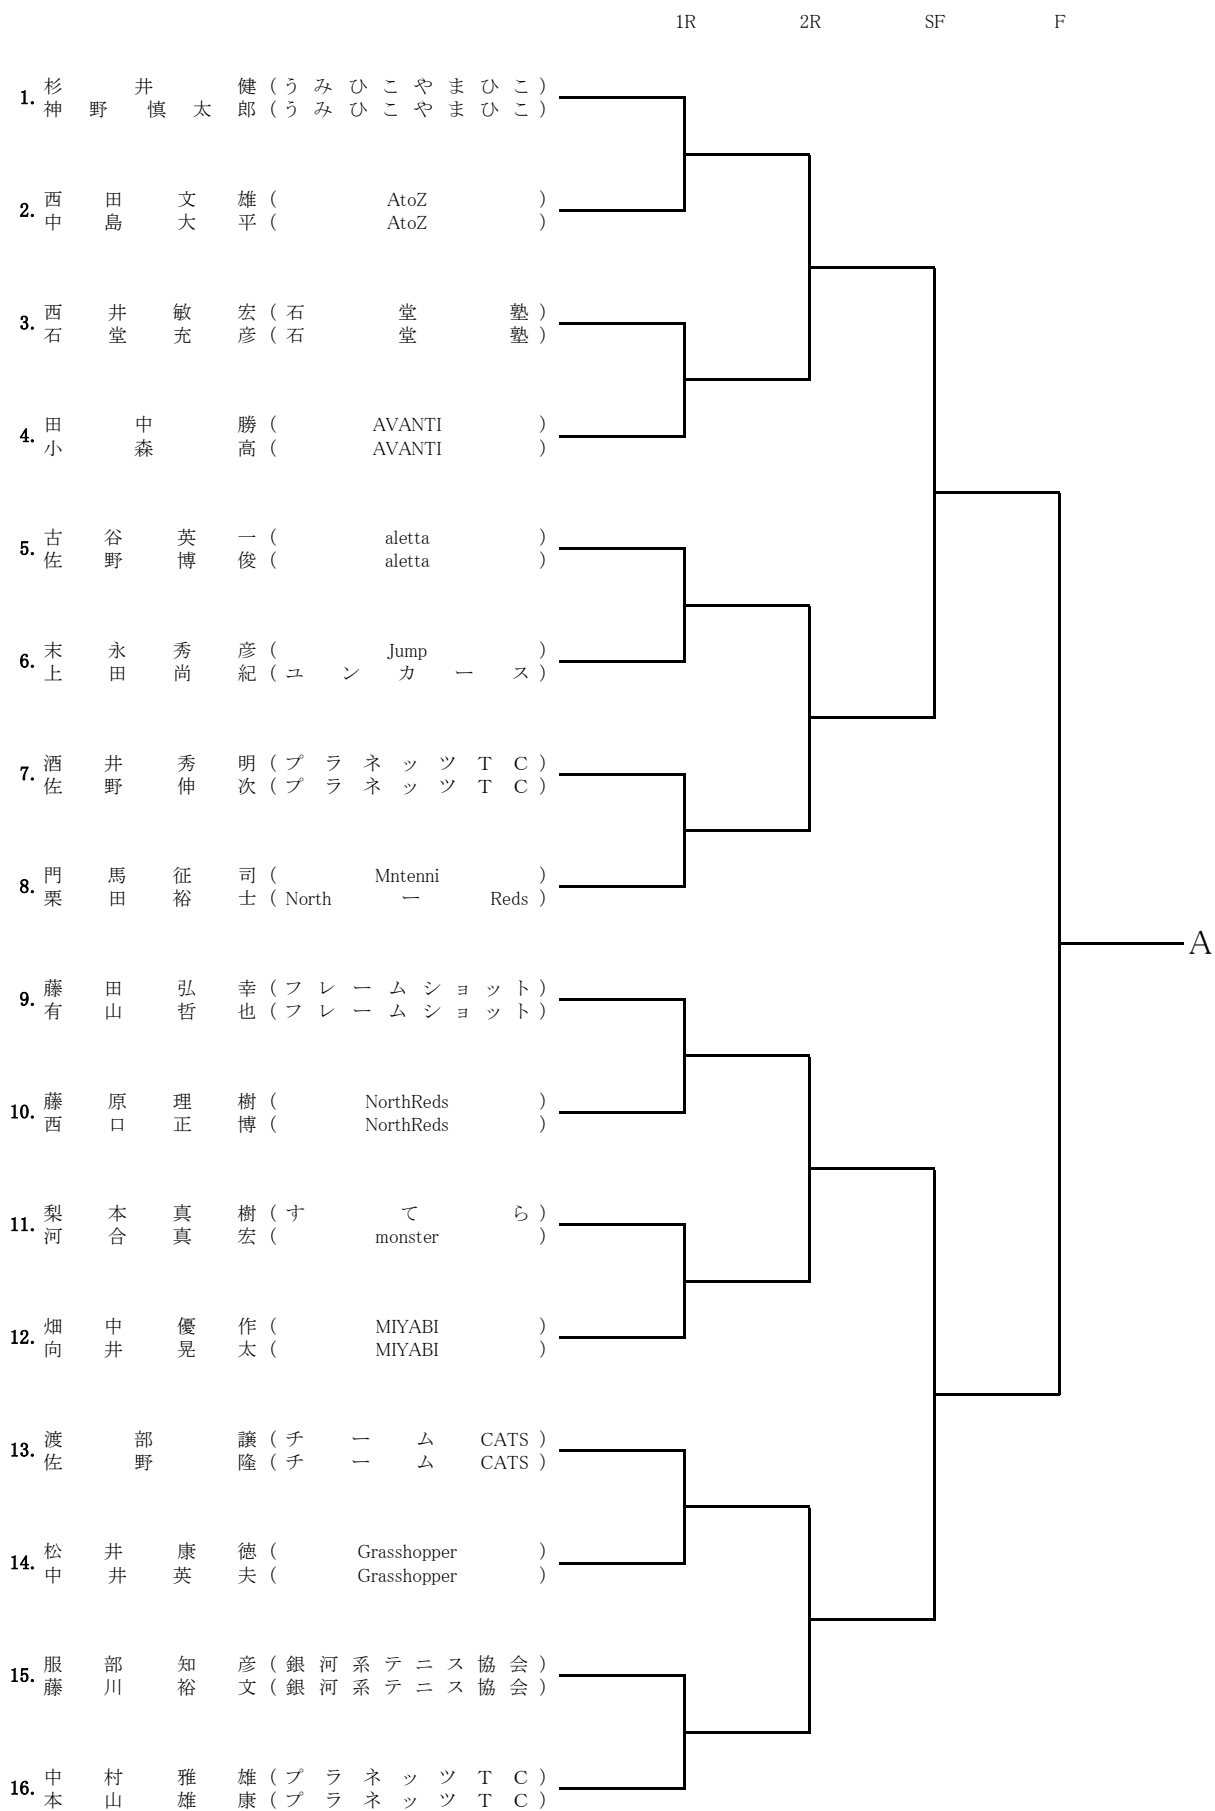 1R 2R SF F
1. 杉井健(うみひこやまひこ)
神野慎太郎(うみひこやまひこ)
2. 西田文雄(AtoZ)
中島大平(AtoZ)
3. 西井敏宏(石堂塾)
石堂充彦(石堂塾)
4. 田中勝(AVANTI)
小森高(AVANTI)
5. 古谷英一(aletta)
佐野博俊(aletta)
6. 末永秀彦(Jump)
上田尚紀(ユンカース)
7. 酒井秀明(プラネッツTC)
佐野伸次(プラネッツTC)
8. 門馬征司(Mntenni)
栗田裕士(North ー Reds)
A
9. 藤田弘幸(フレームショット)
有山哲也(フレームショット)
10. 藤原理樹(NorthReds)
西口正博(NorthReds)
11. 梨本真樹(すてら)
河合真宏(monster)
12. 畑中優作(MIYABI)
向井晃太(MIYABI)
13. 渡部譲(チームCATS)
佐野隆(チームCATS)
14. 松井康徳(Grasshopper)
中井英夫(Grasshopper)
15. 服部知彦(銀河系テニス協会)
藤川裕文(銀河系テニス協会)
16. 中村雅雄(プラネッツTC)
本山雄康(プラネッツTC)